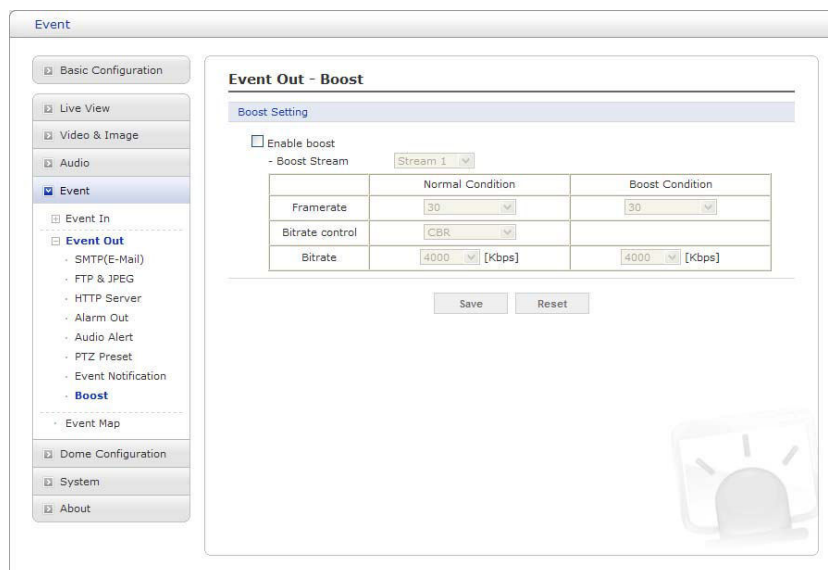 Event
Basic Configuration
Live View
Video & Image
Audio
Event
Event In
Event Out
SMTP(E-Mail)
FTP & JPEG
HTTP Server
Alarm Out
Audio Alert
PTZ Preset
Event Notification
Boost
Event Map
Dome Configuration
System
About
Event Out - Boost
Boost Setting
Enable boost
- Boost Stream Stream 1
Normal Condition Boost Condition
Framerate 30 30
Bitrate control CBR
Bitrate 4000 [Kbps] 4000 [Kbps]
Save Reset